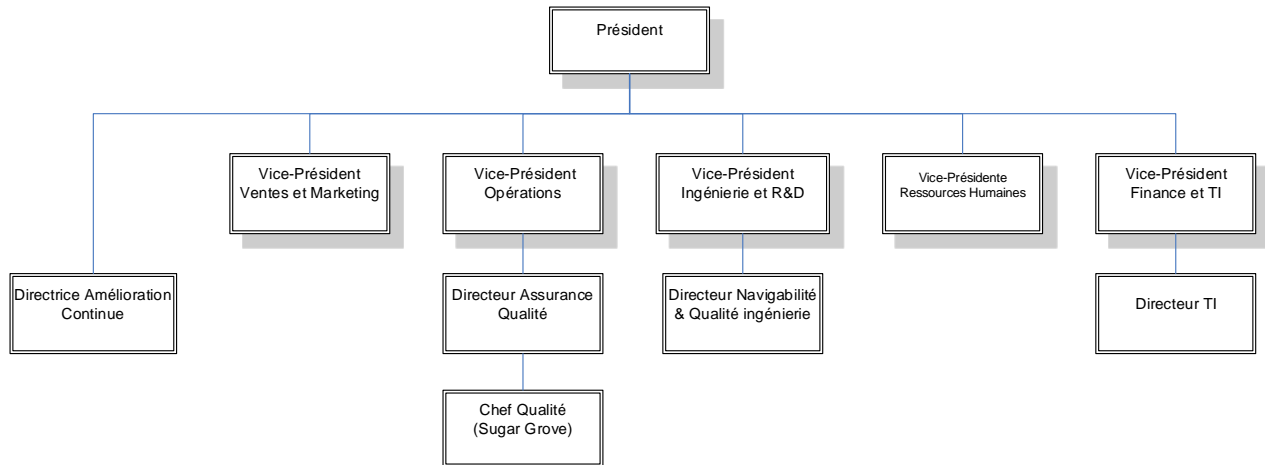 Président
Vice-Président
Ventes et Marketing
Vice-Président
Opérations
Vice-Président
Ingénierie et R&D
Vice-Présidente
Ressources Humaines
Vice-Président
Finance et TI
Directrice Amélioration
Continue
Directeur Assurance
Qualité
Directeur Navigabilité
& Qualité ingénierie
Directeur TI
Chef Qualité
(Sugar Grove)